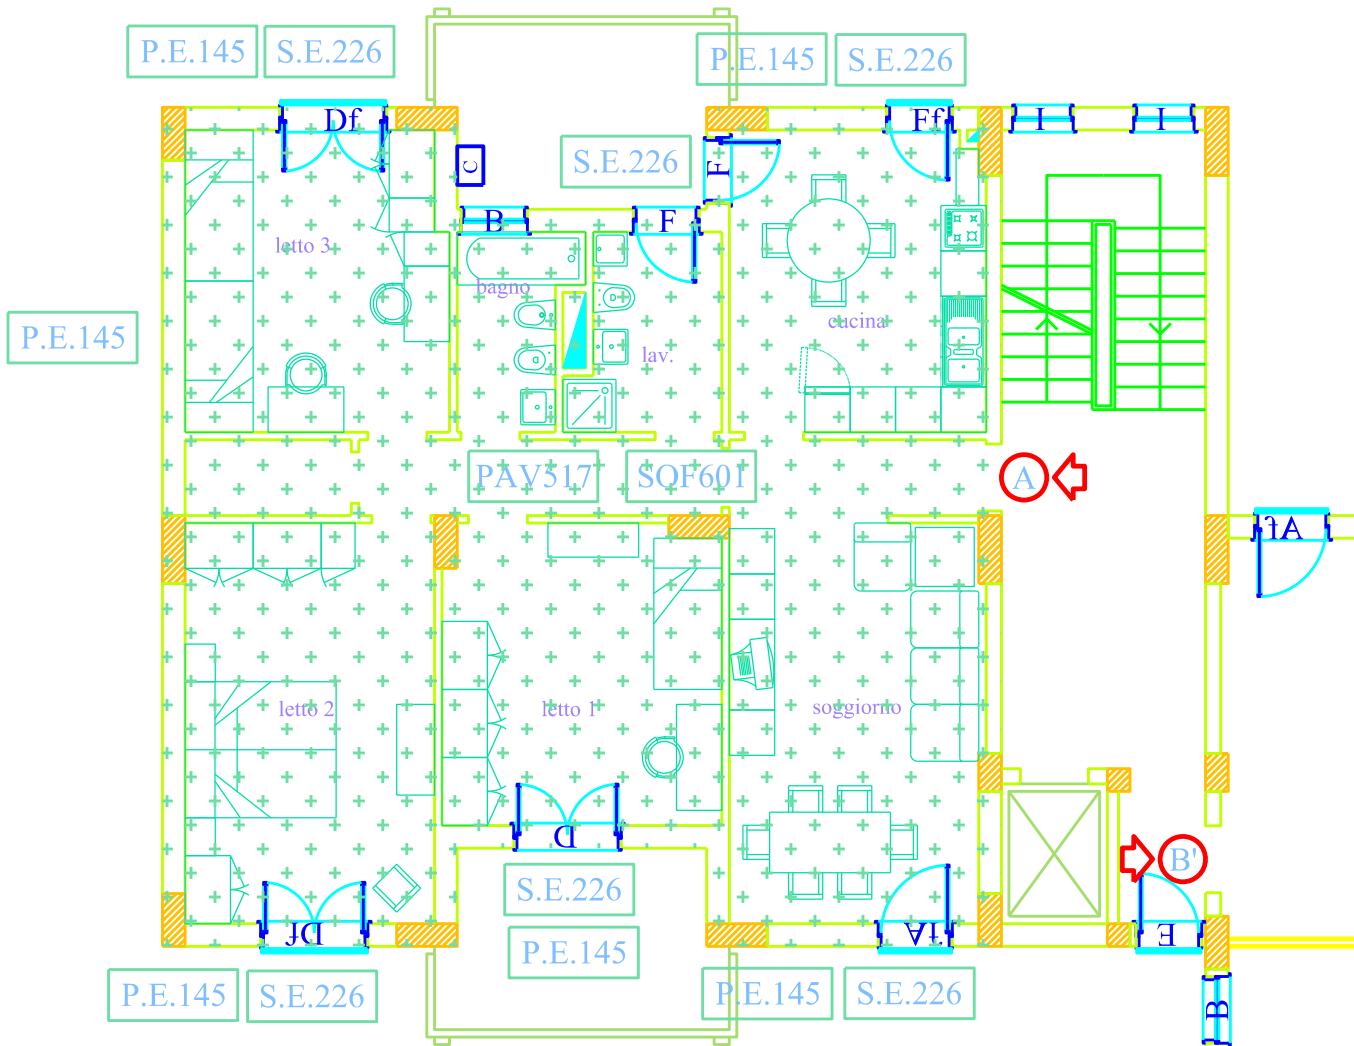 P.E.145
S.E.226
P.E.145
S.E.226
Df
Ff
I
I
S.E.226
F
C
B
F
letto 3
bagno
cucina
P.E.145
lav.
PAV517
SOF601
A
Af
letto 2
letto 1
soggiorno
D
B'
S.E.226
Df
Af
E
P.E.145
P.E.145
S.E.226
P.E.145
S.E.226
B